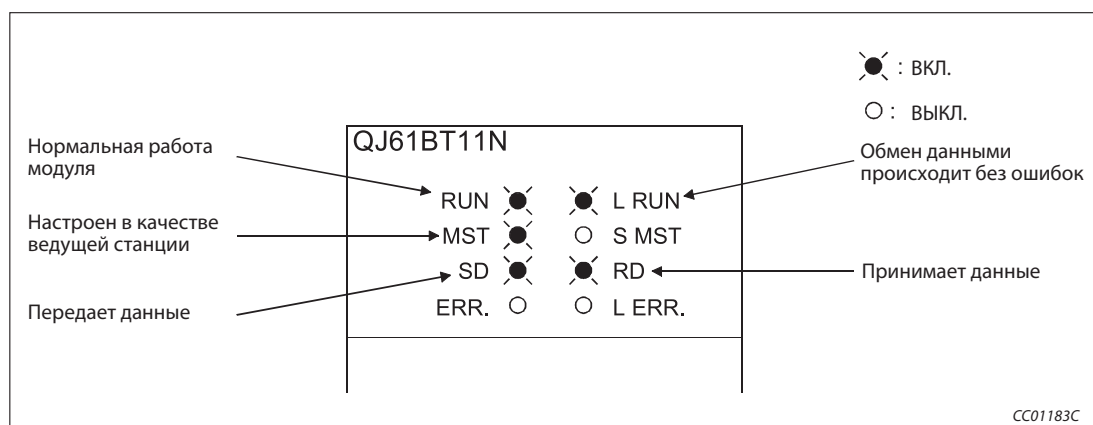 : ВКЛ.
: ВЫКЛ.
QJ61BT11N
Нормальная работа
модуля
Обмен данными
происходит без ошибок
RUN L RUN
Настроен в качестве
ведущей станции
MST S MST
SD RD
Принимает данные
Передает данные
ERR. L ERR.
CC01183C